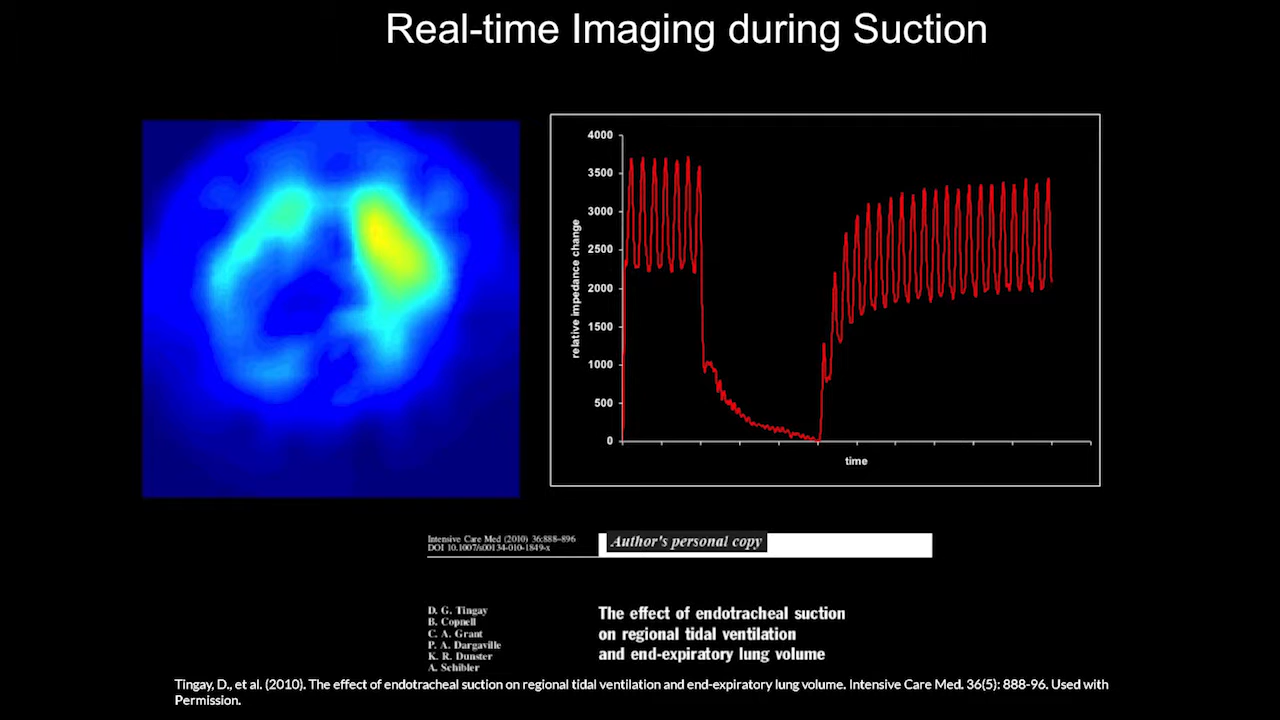 Real-time Imaging during Suction
4000
3500
3000
2500
2000
1500
1000
500
0
relative impedance change
time
Intensive Care Med (2010) 36:888–896
DOI 10.1007/s00134-010-1849-x
Author's personal copy
D. G. Tingay
B. Copnell
C. A. Grant
P. A. Dargaville
K. R. Dunster
A. Schibler
The effect of endotracheal suction
on regional tidal ventilation
and end-expiratory lung volume
Tingay, D., et al. (2010). The effect of endotracheal suction on regional tidal ventilation and end-expiratory lung volume. Intensive Care Med. 36(5): 888-96. Used with
Permission.